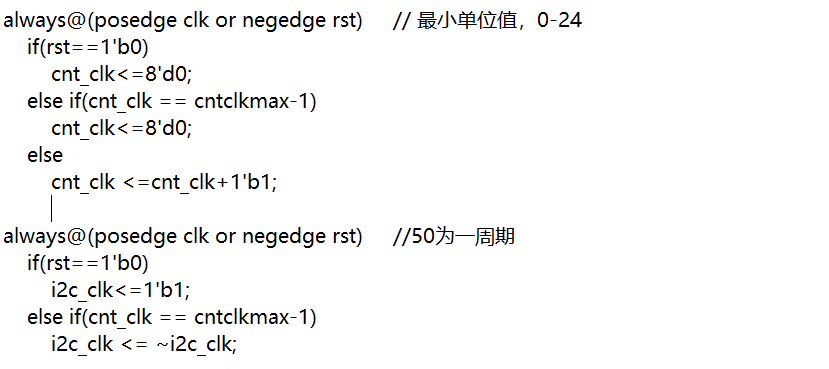 always@(posedge clk or negedge rst)     // 最小单位值，0-24
    if(rst==1'b0)
        cnt_clk<=8'd0;
    else if(cnt_clk == cntclkmax-1)
        cnt_clk<=8'd0;
    else
        cnt_clk <=cnt_clk+1'b1;
always@(posedge clk or negedge rst)     //50为一周期
    if(rst==1'b0)
        i2c_clk<=1'b1;
    else if(cnt_clk == cntclkmax-1)
        i2c_clk <= ~i2c_clk;